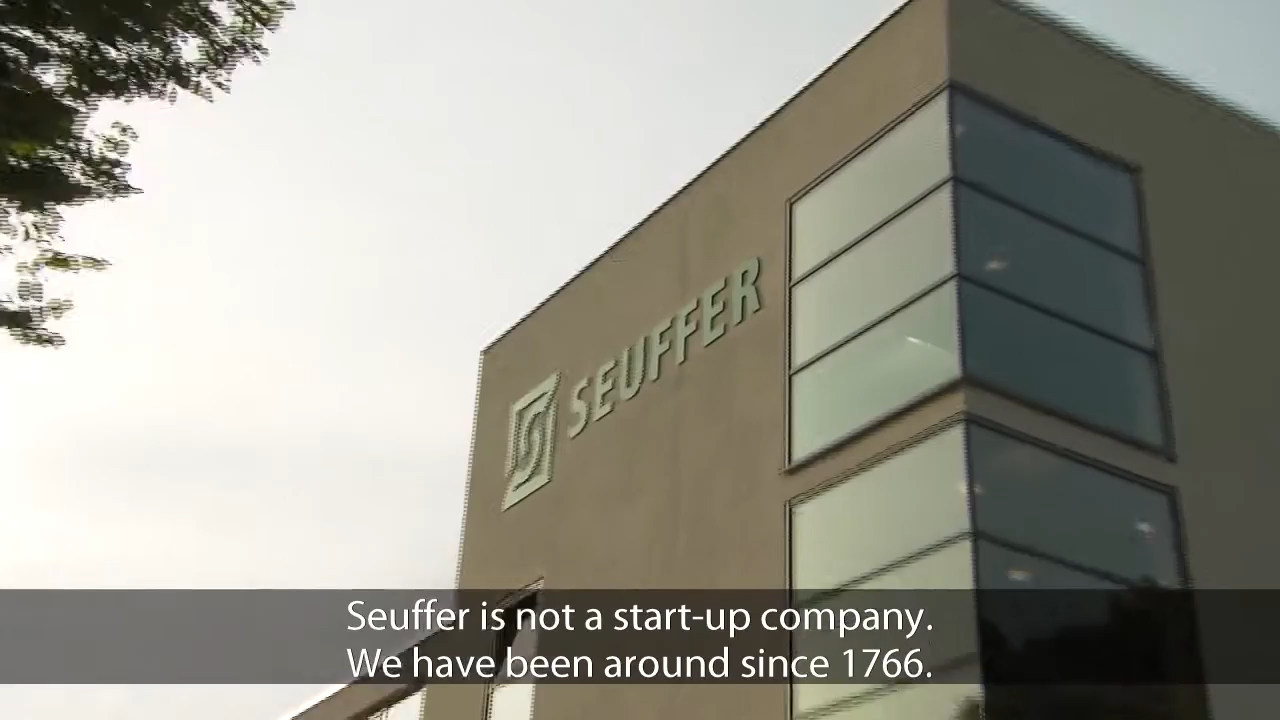 SEUFFER
Seuffer is not a start-up company.
We have been around since 1766.